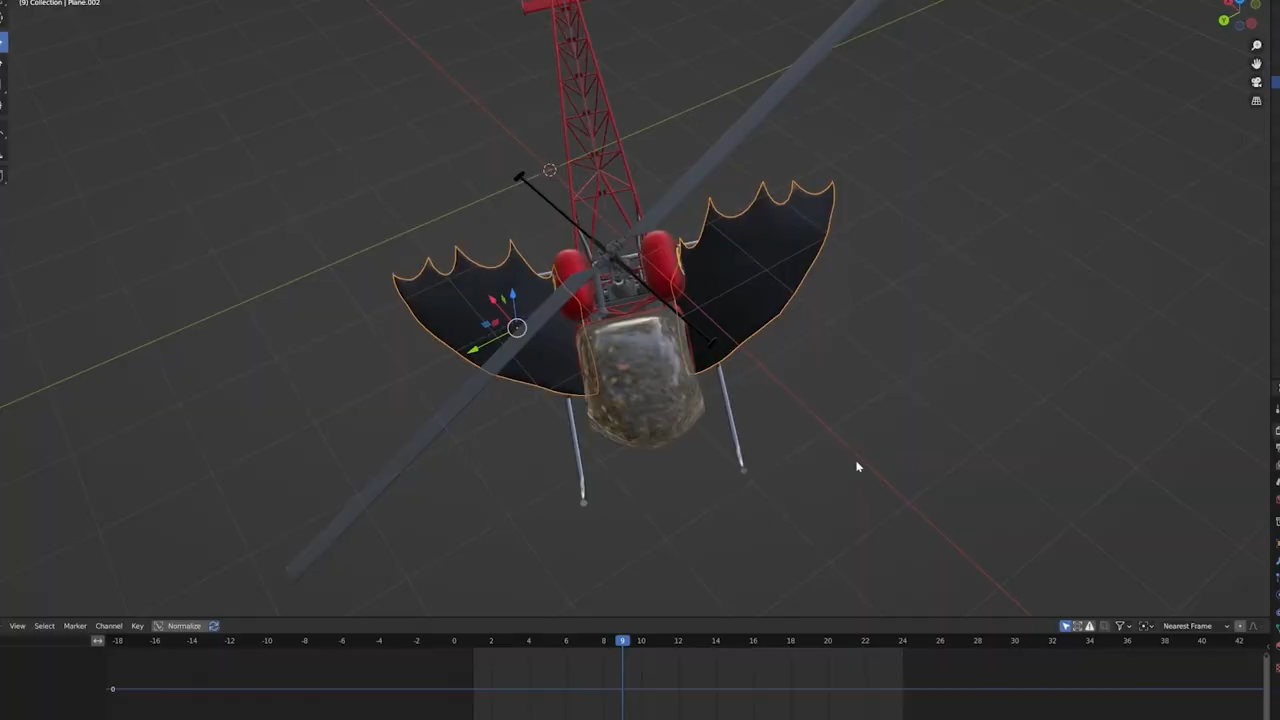 (9) Collection | Plane.002
View Select Marker Channel Key Normalize Nearest Frame
-18 -16 -14 -12 -10 -8 -6 -4 -2 0 2 4 6 8 9 10 12 14 16 18 20 22 24 26 28 30 32 34 36 38 40 42
0